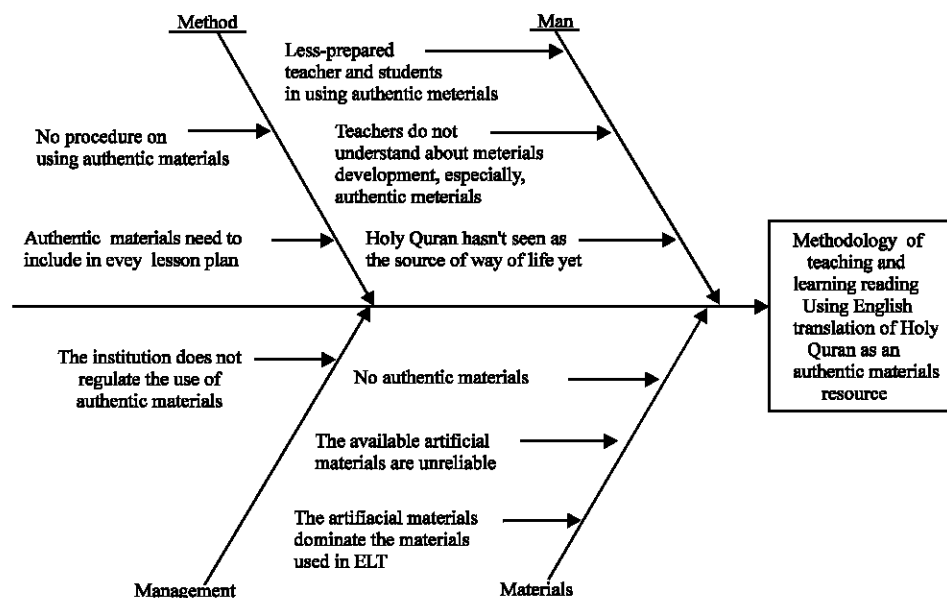 Method
Man
Less-prepared
teacher and students
in using authentic meterials
No procedure on
using authentic materials
Teachers do not
understand about meterials
development, especially,
authentic meterials
Authentic materials need to
include in evey lesson plan
Holy Quran hasn't seen as
the source of way of life yet
Methodology of
teaching and
learning reading
Using English
translation of Holy
Quran as an
authentic materials
resource
The institution does not
regulate the use of
authentic materials
No authentic materials
The available artificial
materials are unreliable
The artifiacial materials
dominate the materials
used in ELT
Management
Materials